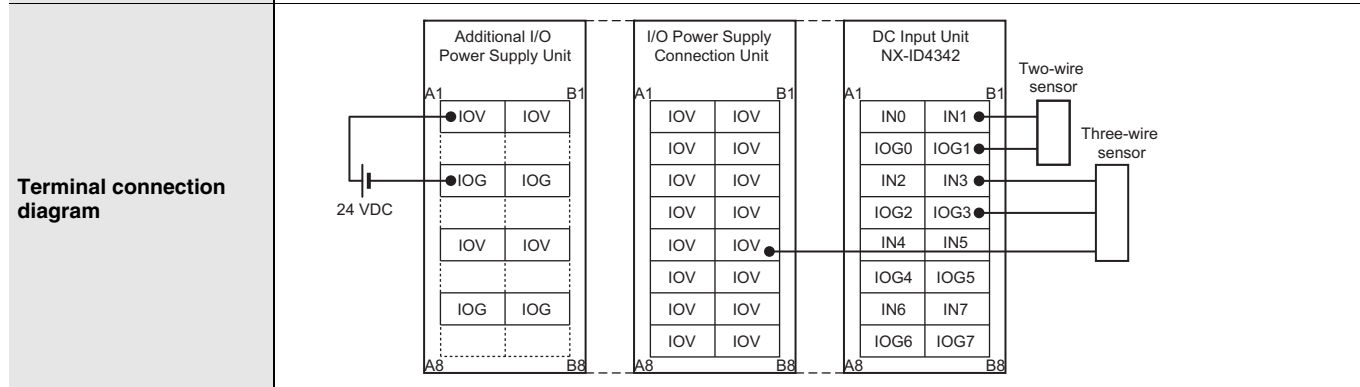 Terminal connection
diagram
24 VDC
Additional I/O
Power Supply Unit
A1 B1
IOV IOV
IOG IOG
IOV IOV
IOG IOG
A8 B8
I/O Power Supply
Connection Unit
A1 B1
IOV IOV
IOV IOV
IOV IOV
IOV IOV
IOV IOV
IOV IOV
IOV IOV
IOV IOV
A8 B8
DC Input Unit
NX-ID4342
A1 B1
IN0 IN1
IOG0 IOG1
IN2 IN3
IOG2 IOG3
IN4 IN5
IOG4 IOG5
IN6 IN7
IOG6 IOG7
A8 B8
Two-wire
sensor
Three-wire
sensor